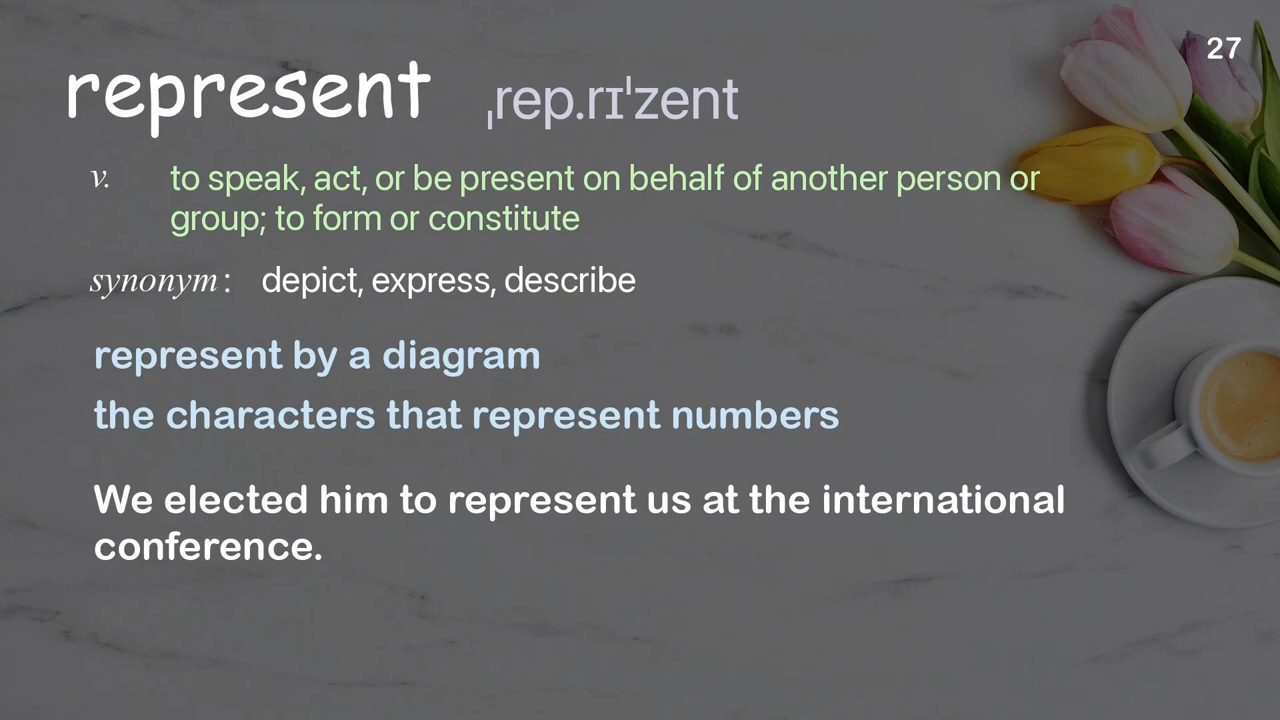 27
represent ˌrep.rɪˈzent
v. to speak, act, or be present on behalf of another person or
group; to form or constitute
synonym: depict, express, describe
represent by a diagram
the characters that represent numbers
We elected him to represent us at the international
conference.